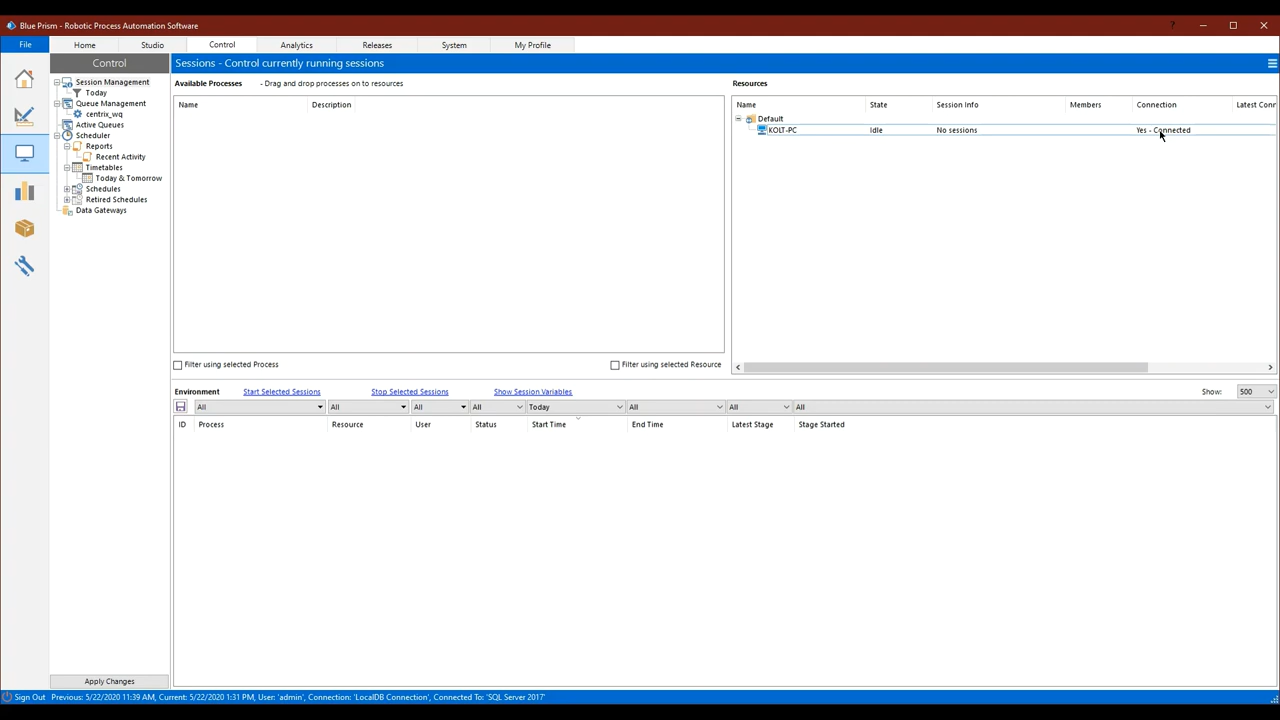 Blue Prism - Robotic Process Automation Software
?
File Home Studio Control Analytics Releases System My Profile
Control
Sessions - Control currently running sessions
Session Management
Today
Queue Management
centrix_wq
Active Queues
Scheduler
Reports
Recent Activity
Timetables
Today & Tomorrow
Schedules
Retired Schedules
Data Gateways
Apply Changes
Available Processes - Drag and drop processes on to resources
Name Description
Filter using selected Process Filter using selected Resource
Resources
Name State Session Info Members Connection Latest Conr
Default
KOLT-PC Idle No sessions Yes - Connected
Environment Start Selected Sessions Stop Selected Sessions Show Session Variables Show: 500
All All All All Today All All All
ID Process Resource User Status Start Time End Time Latest Stage Stage Started
Sign Out Previous: 5/22/2020 11:39 AM, Current: 5/22/2020 1:31 PM, User: 'admin', Connection: 'LocalDB Connection', Connected To: 'SQL Server 2017'